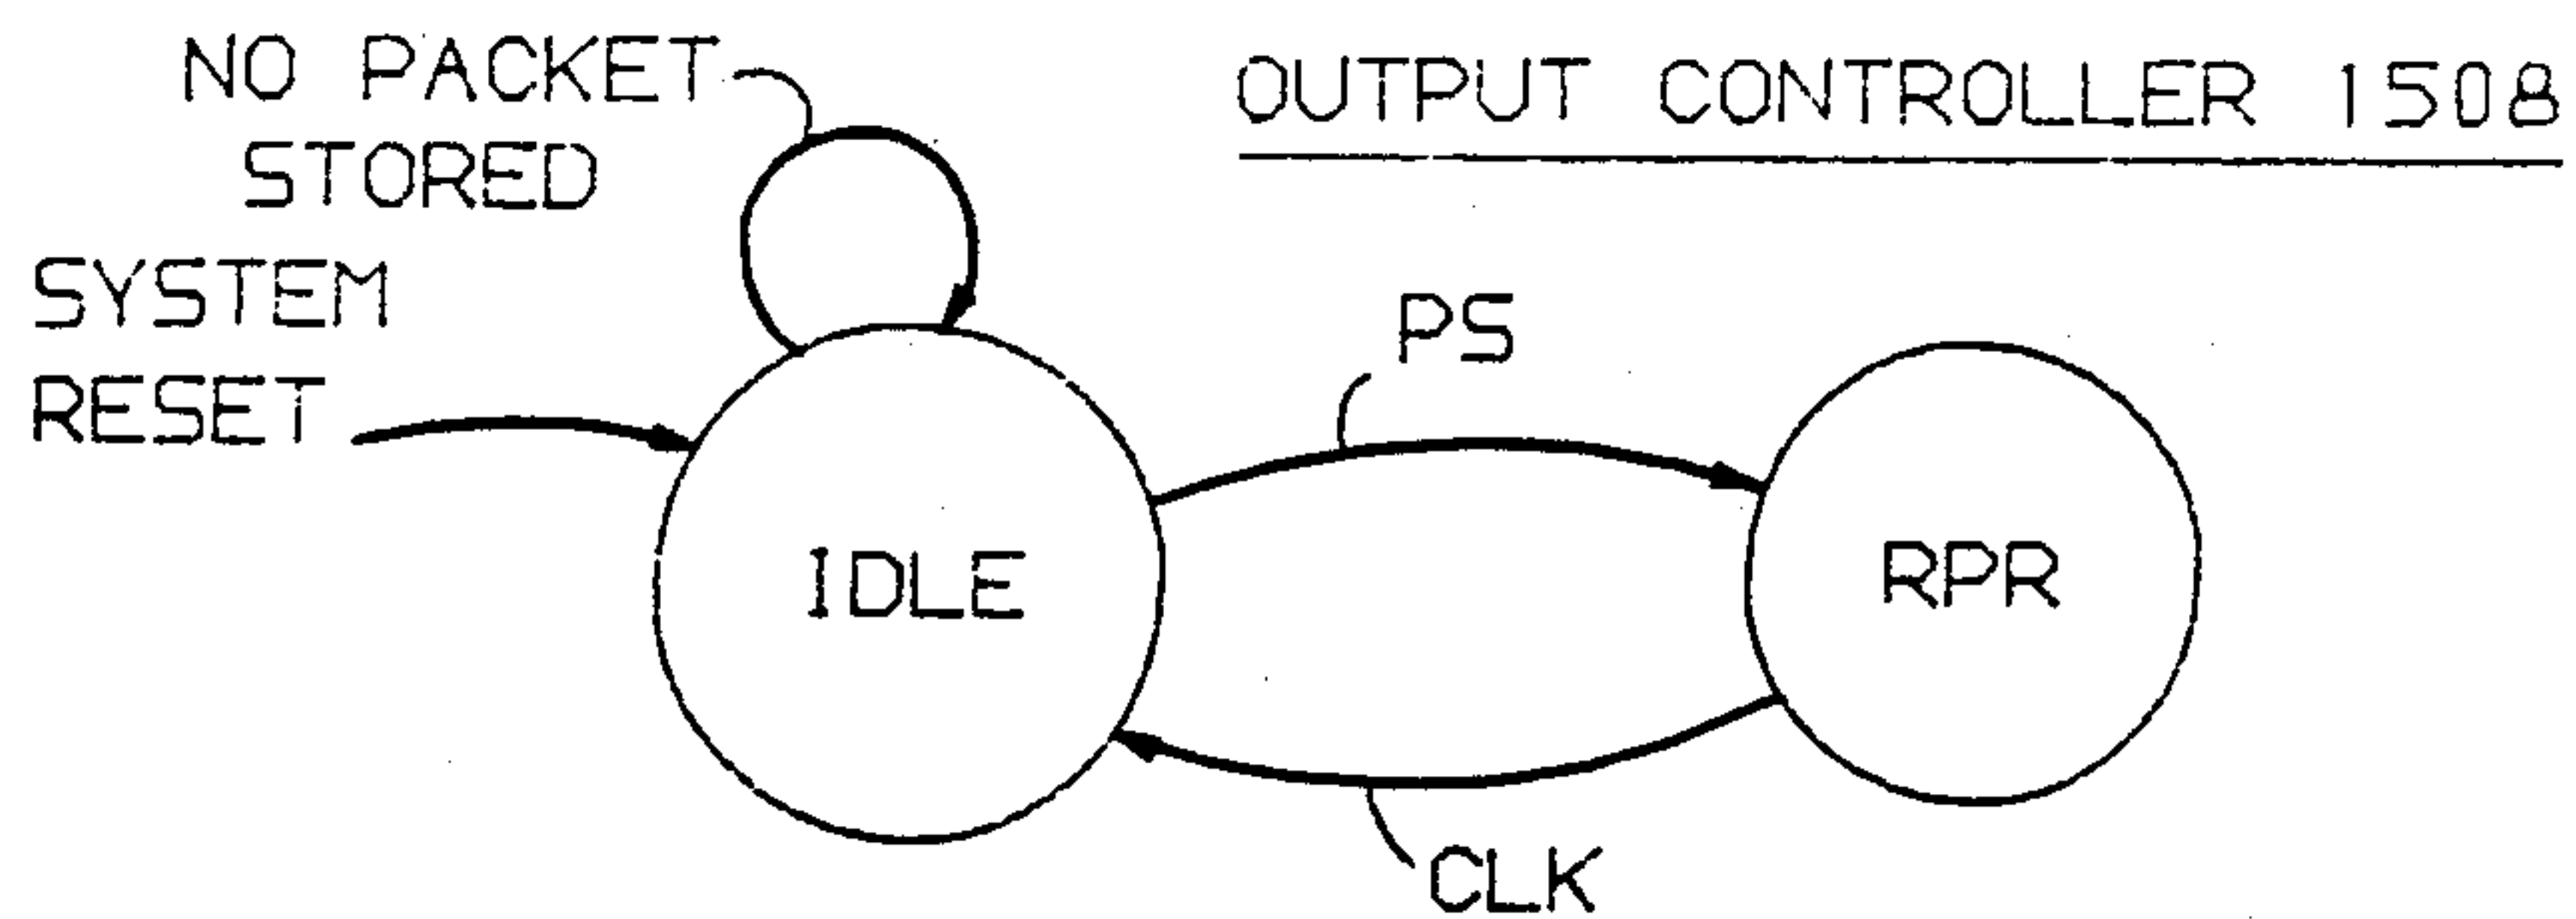 NO PACKET
STORED
OUTPUT CONTROLLER 1508
SYSTEM
RESET
PS
IDLE
RPR
CLK